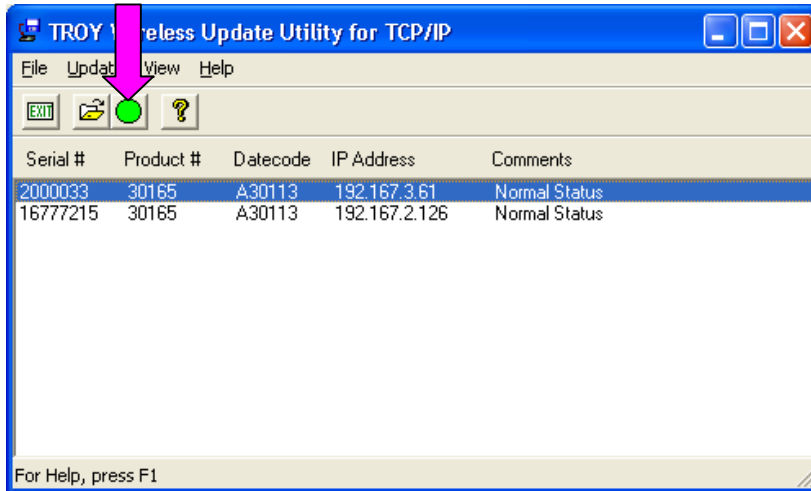 TROY Wireless Update Utility for TCP/IP
File Update View Help
EXIT ?
Serial # Product # Datecode IP Address Comments
2000033 30165 A30113 192.167.3.61 Normal Status
16777215 30165 A30113 192.167.2.126 Normal Status
For Help, press F1